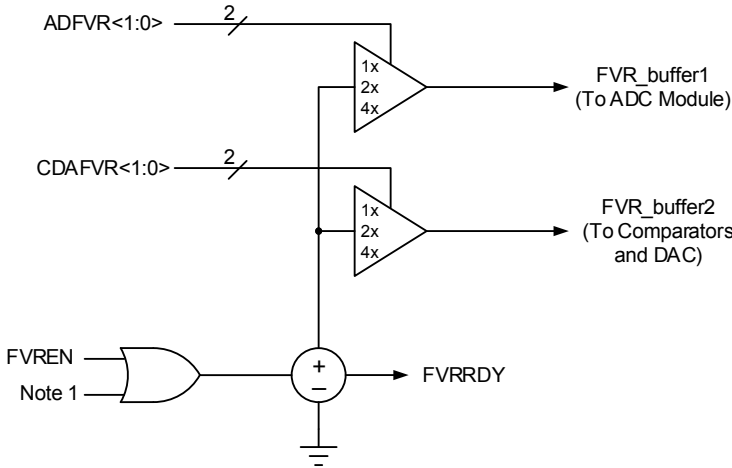 ADFVR<1:0>
2
1x
2x
4x
FVR_buffer1
(To ADC Module)
CDAFVR<1:0>
2
1x
2x
4x
FVR_buffer2
(To Comparators
and DAC)
FVREN
Note 1
+
−
FVRRDY